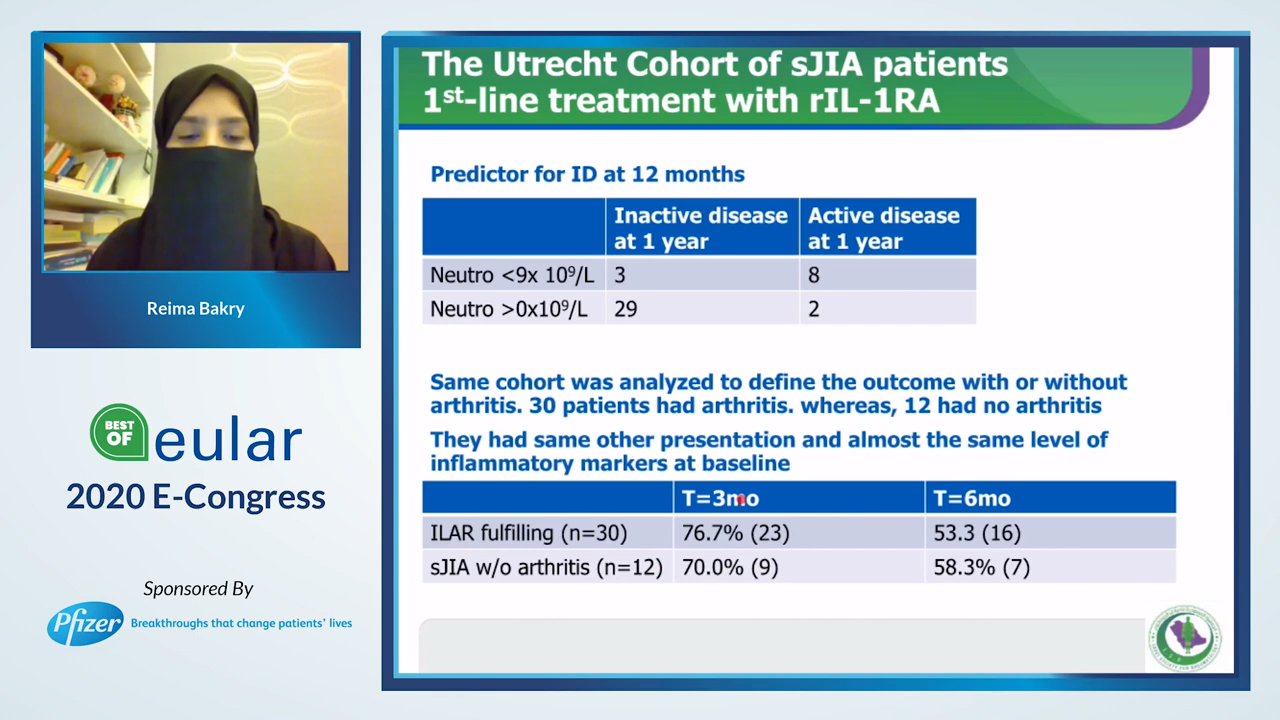 The Utrecht Cohort of sJIA patients
1st-line treatment with rIL-1RA
Reima Bakry
BEST OF eular
2020 E-Congress
Sponsored By
Pfizer Breakthroughs that change patients' lives
Predictor for ID at 12 months
Inactive disease at 1 year Active disease at 1 year
Neutro <9x 10⁹/L 3 8
Neutro >0x10⁹/L 29 2
Same cohort was analyzed to define the outcome with or without
arthritis. 30 patients had arthritis. whereas, 12 had no arthritis
They had same other presentation and almost the same level of
inflammatory markers at baseline
T=3mo T=6mo
ILAR fulfilling (n=30) 76.7% (23) 53.3 (16)
sJIA w/o arthritis (n=12) 70.0% (9) 58.3% (7)